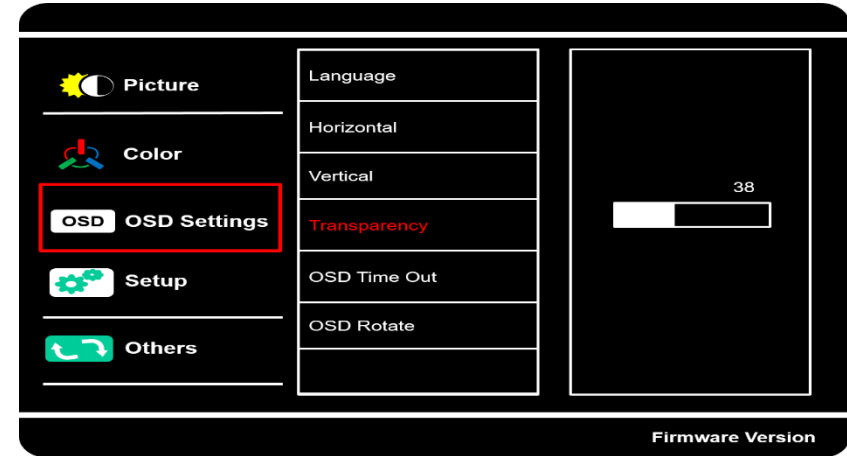 Picture
Color
OSD OSD Settings
Setup
Others
Language
Horizontal
Vertical
Transparency
OSD Time Out
OSD Rotate
38
Firmware Version